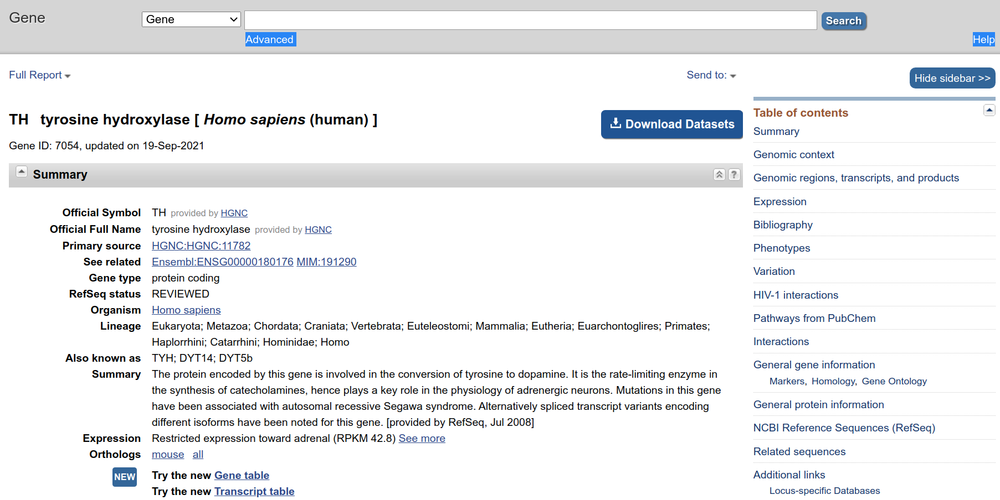 Gene
Gene
Search
Advanced
Help
Full Report
Send to:
Hide sidebar >>
TH tyrosine hydroxylase [ Homo sapiens (human) ]
Download Datasets
Gene ID: 7054, updated on 19-Sep-2021
Summary
?
Official Symbol TH provided by HGNC
Official Full Name tyrosine hydroxylase provided by HGNC
Primary source HGNC:HGNC:11782
See related Ensembl:ENSG00000180176 MIM:191290
Gene type protein coding
RefSeq status REVIEWED
Organism Homo sapiens
Lineage Eukaryota; Metazoa; Chordata; Craniata; Vertebrata; Euteleostomi; Mammalia; Eutheria; Euarchontoglires; Primates;
Haplorrhini; Catarrhini; Hominidae; Homo
Also known as TYH; DYT14; DYT5b
Summary The protein encoded by this gene is involved in the conversion of tyrosine to dopamine. It is the rate-limiting enzyme in
the synthesis of catecholamines, hence plays a key role in the physiology of adrenergic neurons. Mutations in this gene
have been associated with autosomal recessive Segawa syndrome. Alternatively spliced transcript variants encoding
different isoforms have been noted for this gene. [provided by RefSeq, Jul 2008]
Expression Restricted expression toward adrenal (RPKM 42.8) See more
Orthologs mouse all
NEW Try the new Gene table
Try the new Transcript table
Table of contents
Summary
Genomic context
Genomic regions, transcripts, and products
Expression
Bibliography
Phenotypes
Variation
HIV-1 interactions
Pathways from PubChem
Interactions
General gene information
Markers, Homology, Gene Ontology
General protein information
NCBI Reference Sequences (RefSeq)
Related sequences
Additional links
Locus-specific Databases